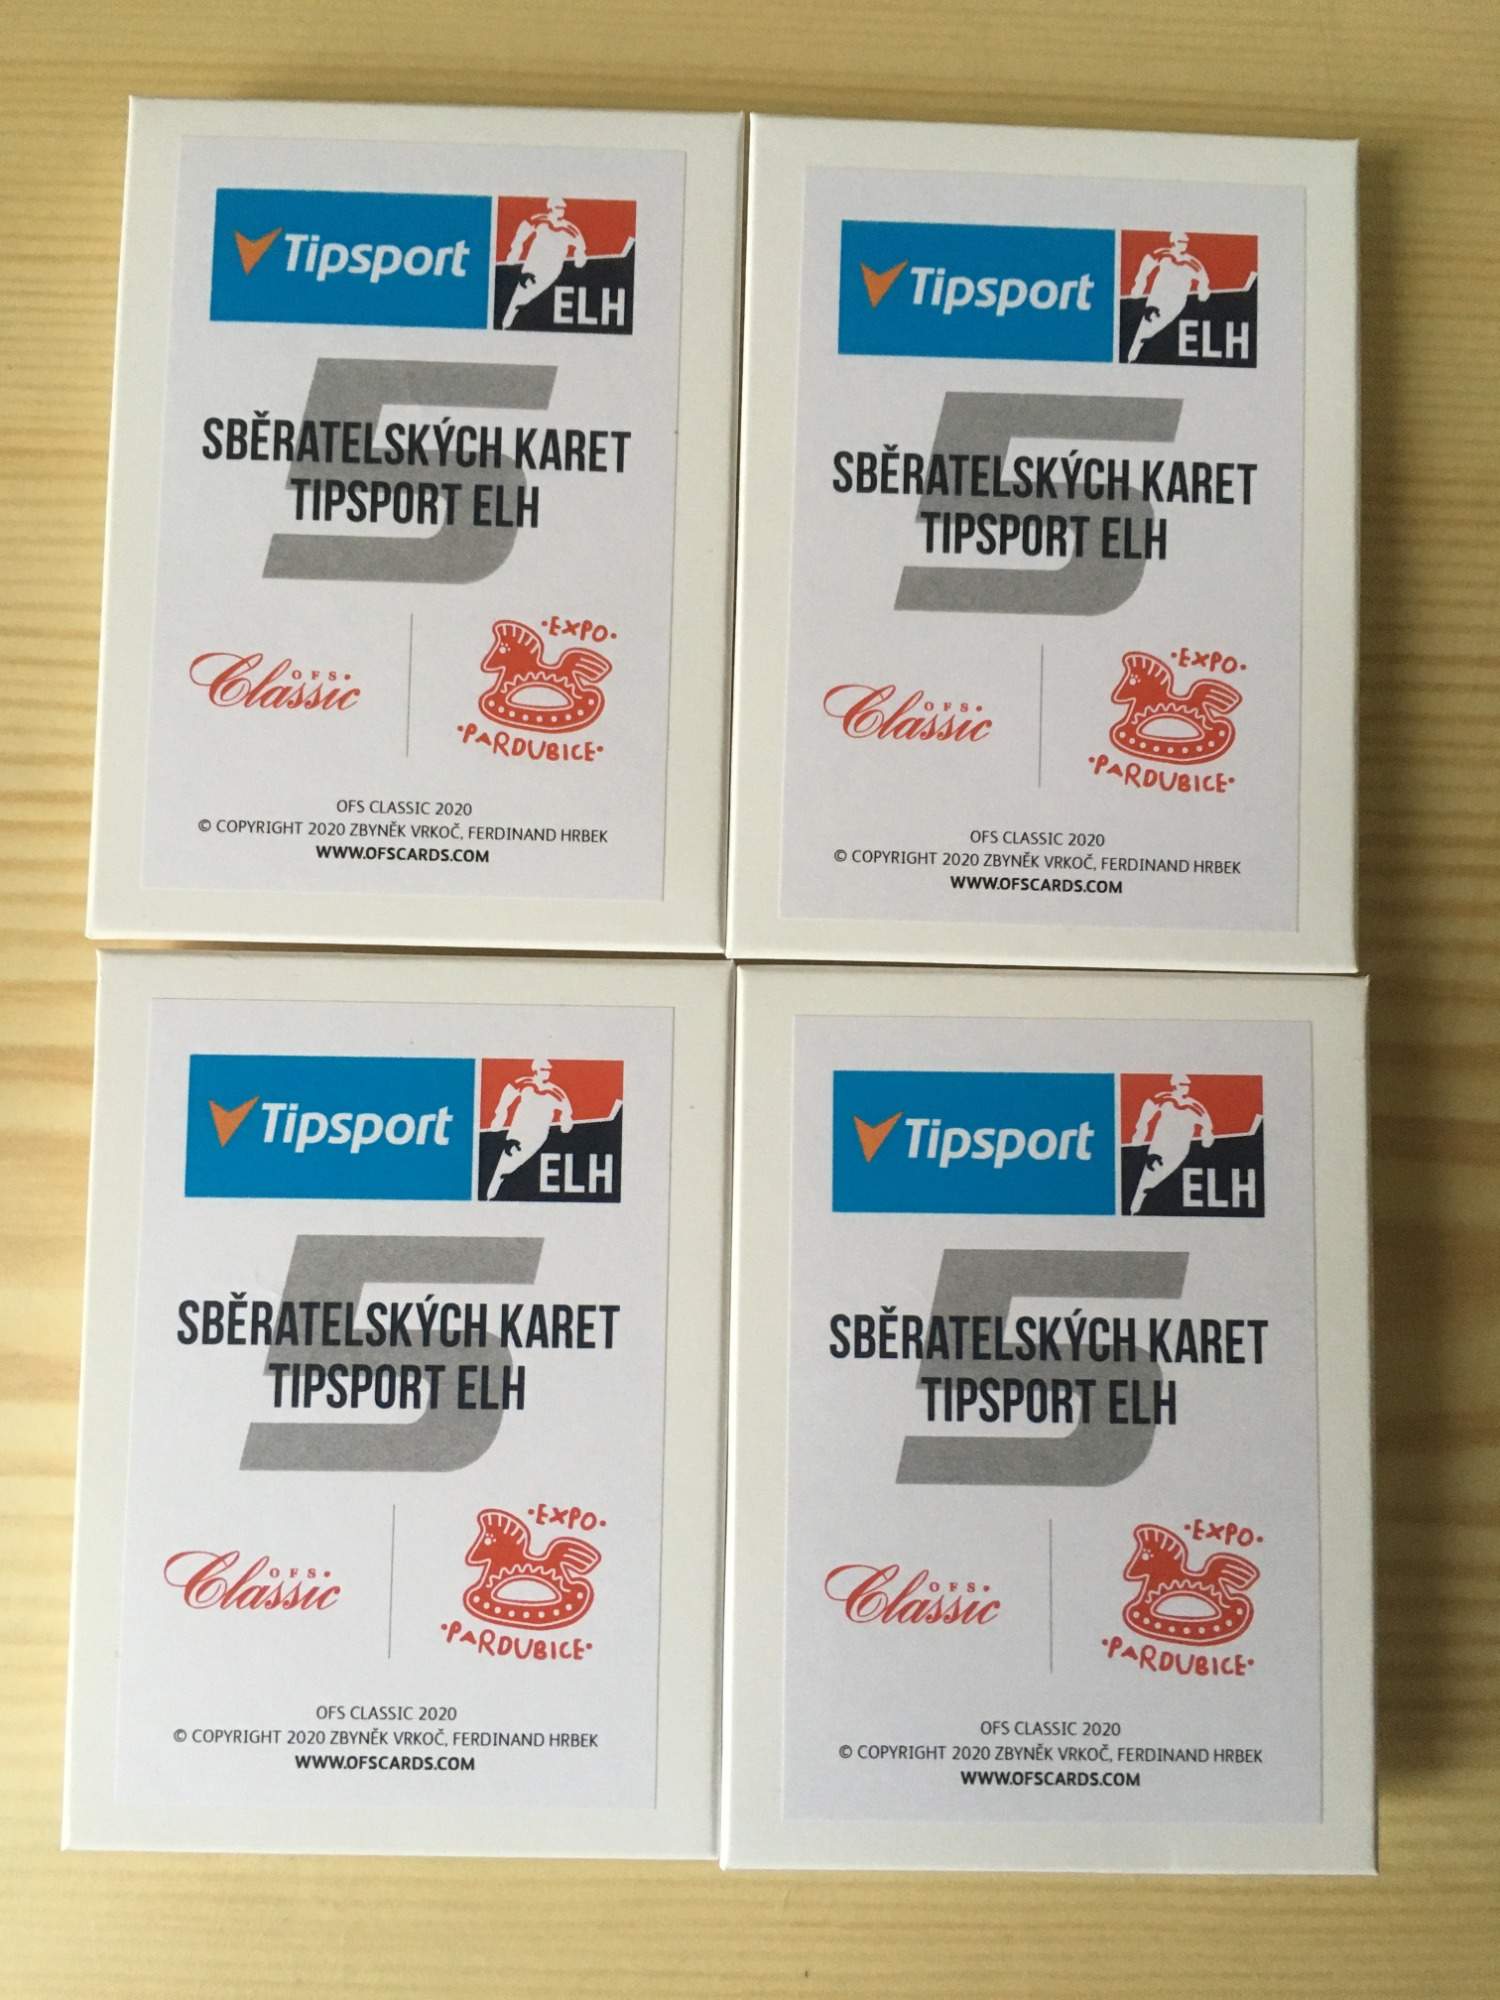 Tipsport
ELH
5
SBĚRATELSKÝCH KARET
TIPSPORT ELH
OFS
Classic
·EXPO·
·PARDUBICE·
OFS CLASSIC 2020
© COPYRIGHT 2020 ZBYNĚK VRKOČ, FERDINAND HRBEK
WWW.OFSCARDS.COM
Tipsport
ELH
5
SBĚRATELSKÝCH KARET
TIPSPORT ELH
OFS
Classic
·EXPO·
·PARDUBICE·
OFS CLASSIC 2020
© COPYRIGHT 2020 ZBYNĚK VRKOČ, FERDINAND HRBEK
WWW.OFSCARDS.COM
Tipsport
ELH
5
SBĚRATELSKÝCH KARET
TIPSPORT ELH
OFS
Classic
·EXPO·
·PARDUBICE·
OFS CLASSIC 2020
© COPYRIGHT 2020 ZBYNĚK VRKOČ, FERDINAND HRBEK
WWW.OFSCARDS.COM
Tipsport
ELH
5
SBĚRATELSKÝCH KARET
TIPSPORT ELH
OFS
Classic
·EXPO·
·PARDUBICE·
OFS CLASSIC 2020
© COPYRIGHT 2020 ZBYNĚK VRKOČ, FERDINAND HRBEK
WWW.OFSCARDS.COM